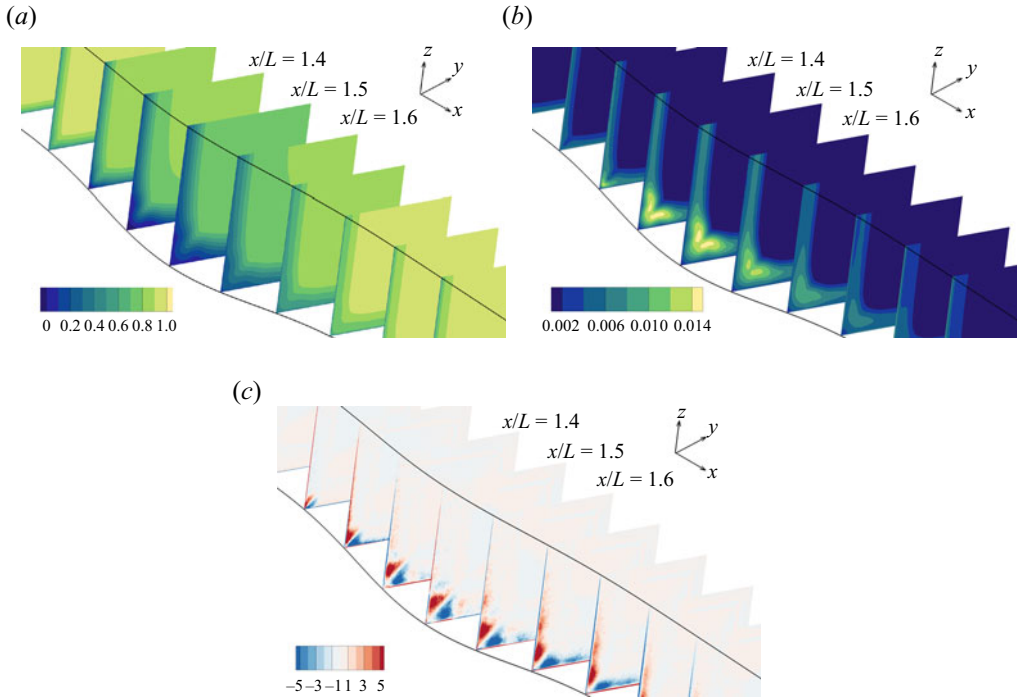 (a)
(b)
x/L = 1.4
x/L = 1.5
x/L = 1.6
z
y
x
0 0.2 0.4 0.6 0.8 1.0
x/L = 1.4
x/L = 1.5
x/L = 1.6
z
y
x
0.002 0.006 0.010 0.014
(c)
x/L = 1.4
x/L = 1.5
x/L = 1.6
z
y
x
−5 −3 −1 1 3 5